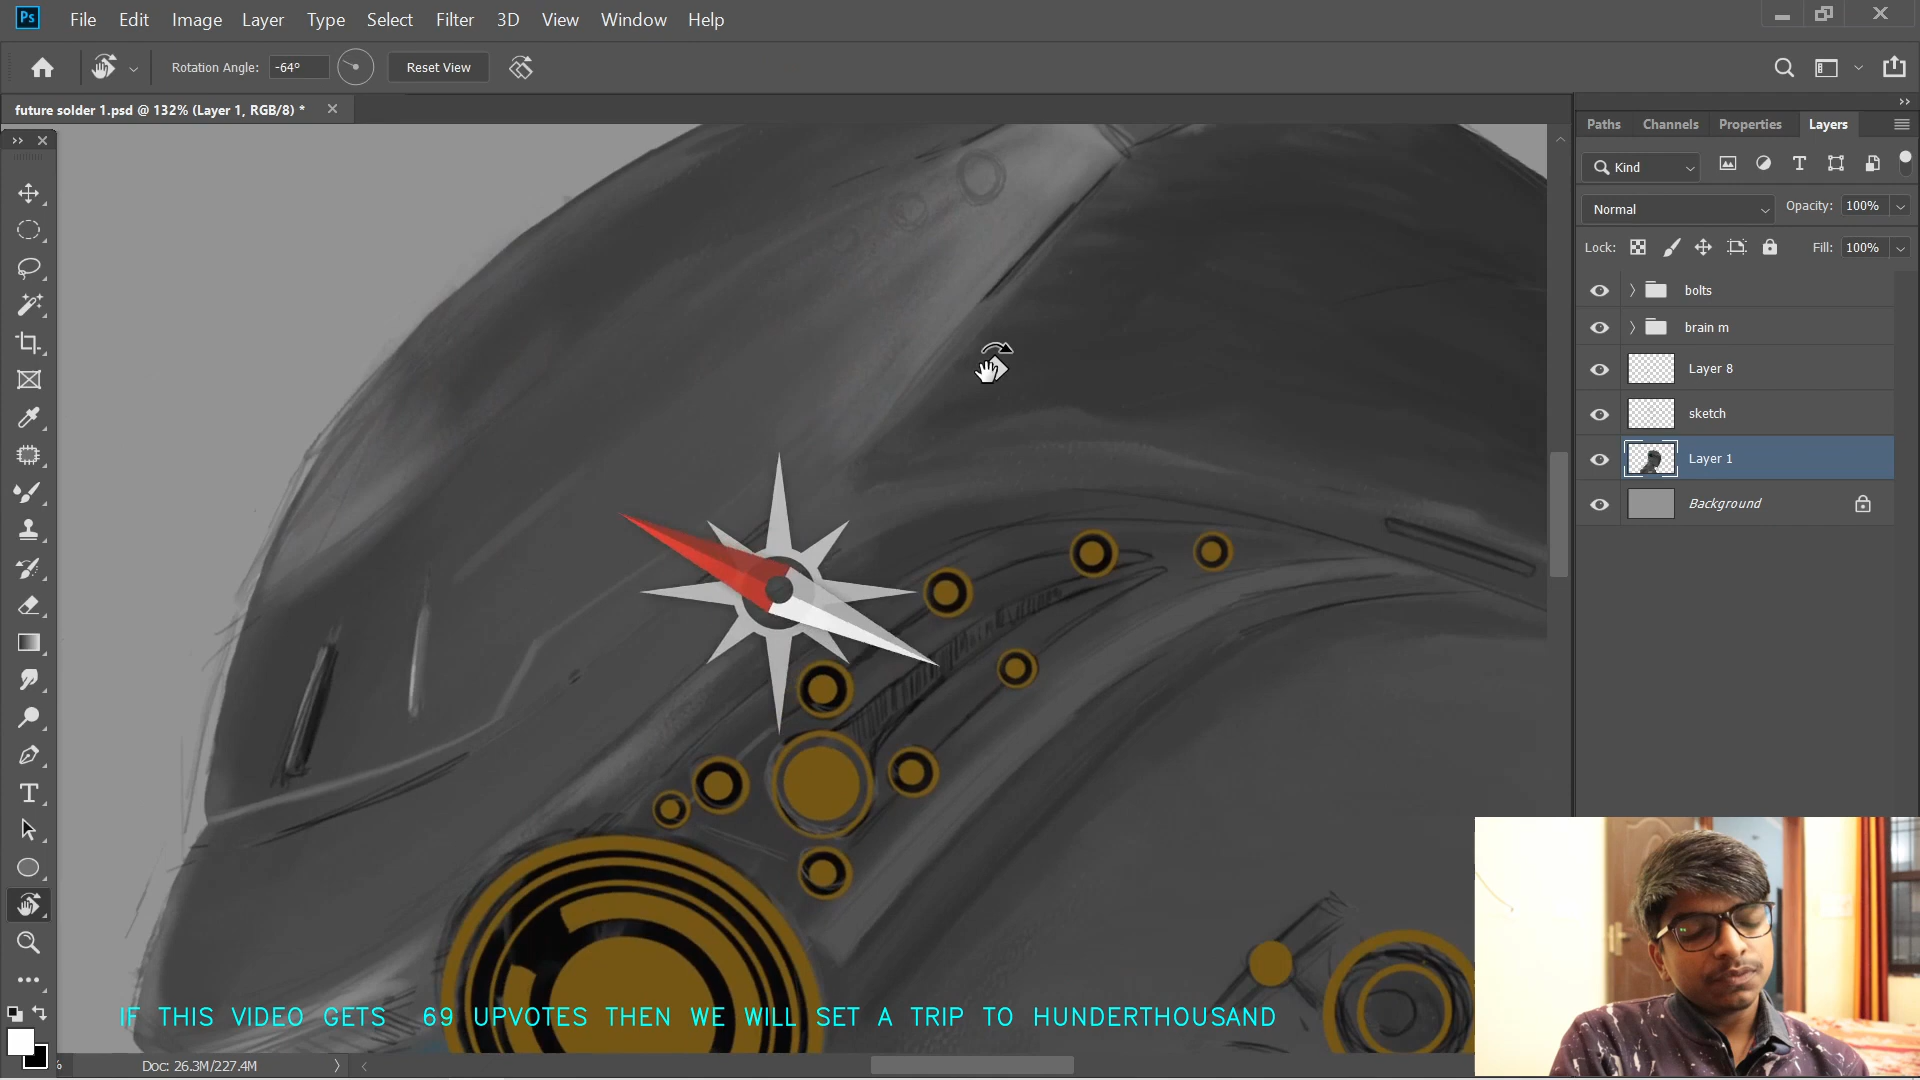 Ps File Edit Image Layer Type Select Filter 3D View Window Help
Rotation Angle: -64° Reset View
future solder 1.psd @ 132% (Layer 1, RGB/8) *
Paths Channels Properties Layers
Kind
Normal Opacity: 100%
Lock: Fill: 100%
bolts
brain m
Layer 8
sketch
Layer 1
Background
IF THIS VIDEO GETS 69 UPVOTES THEN WE WILL SET A TRIP TO HUNDERTHOUSAND
% Doc: 26.3M/227.4M